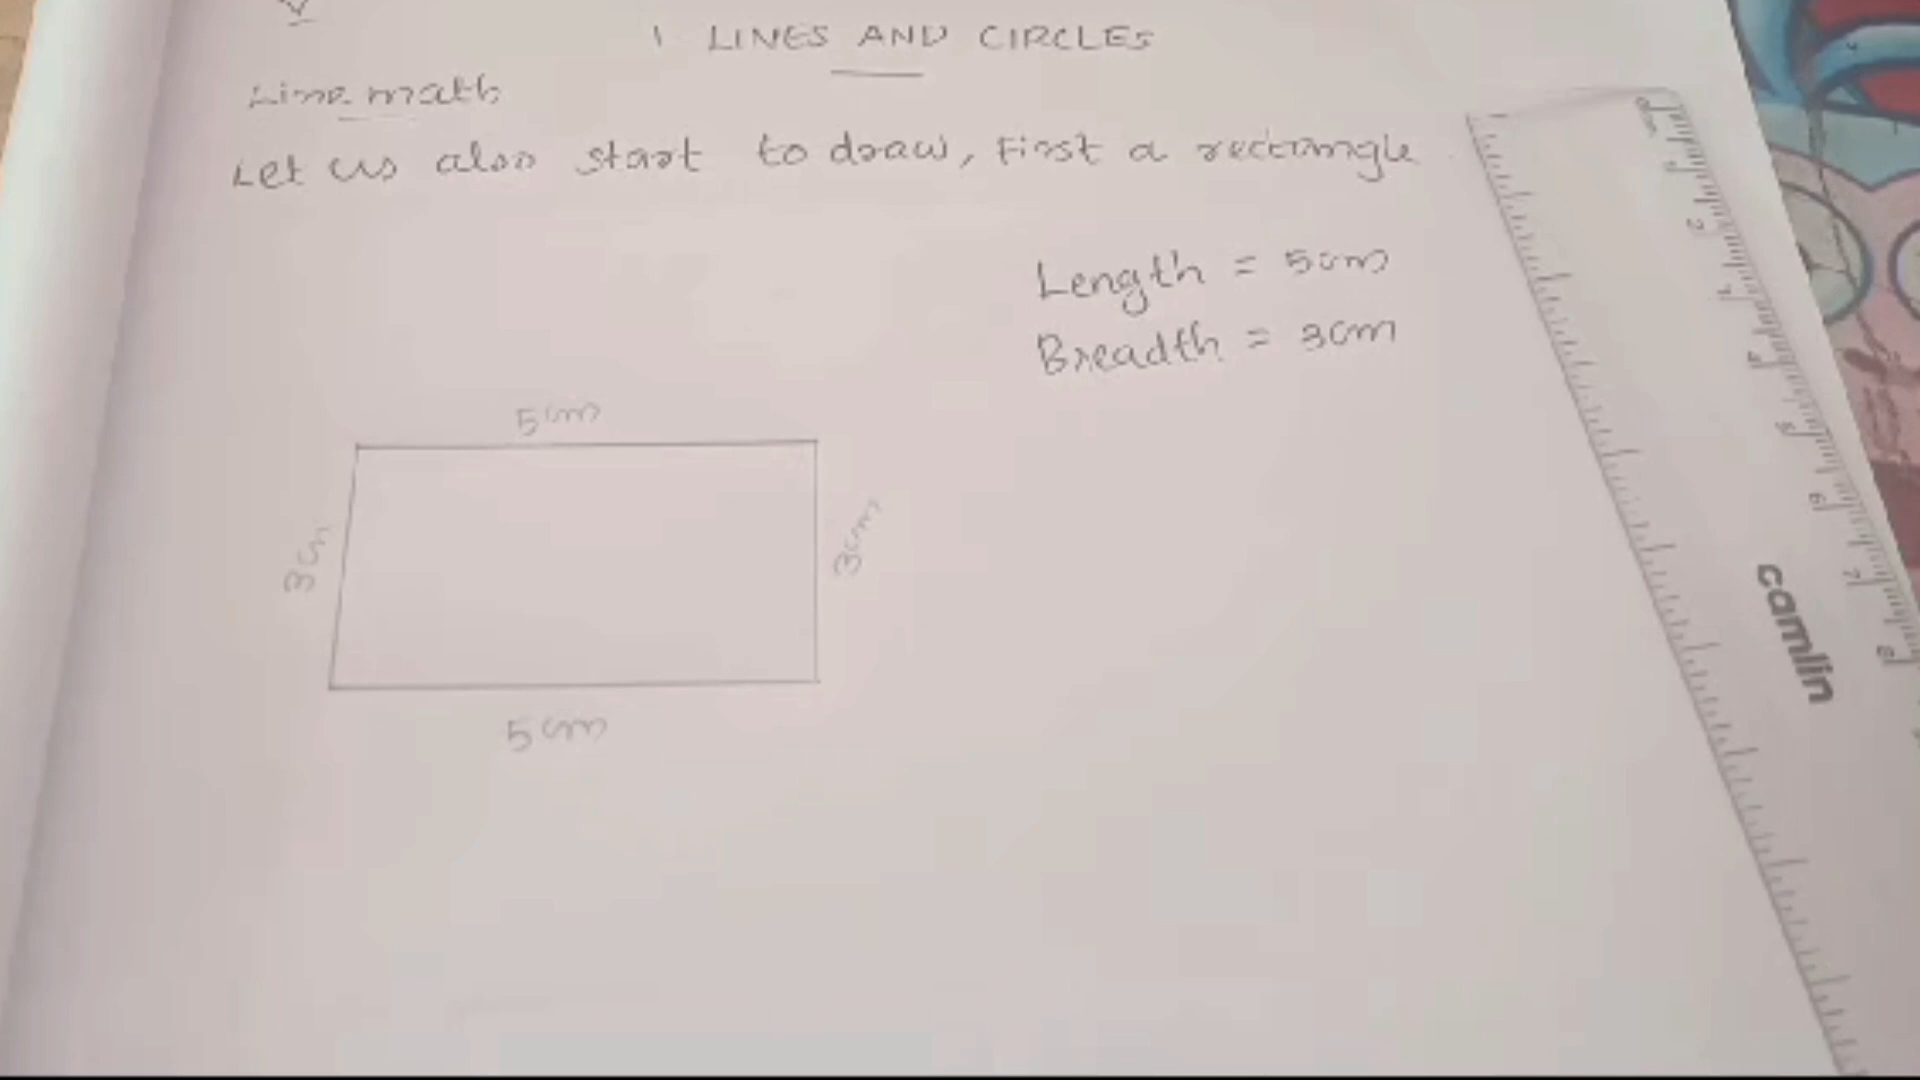 1 LINES AND CIRCLES
Line math
Let us also start to draw, First a rectangle
Length = 5cm
Breadth = 3cm
5cm
3cm
3cm
5cm
camlin